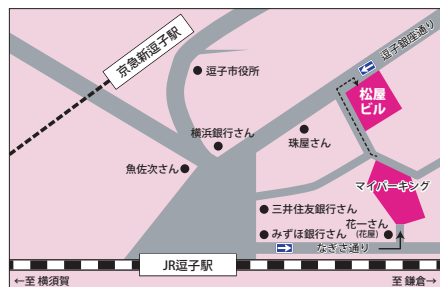 京急新逗子駅
逗子銀座通り
逗子市役所
松屋
ビル
横浜銀行さん
珠屋さん
魚佐次さん
マイパーキング
三井住友銀行さん
花一さん
(花屋)
みずほ銀行さん
なぎさ通り
JR逗子駅
←至 横須賀
至 鎌倉→